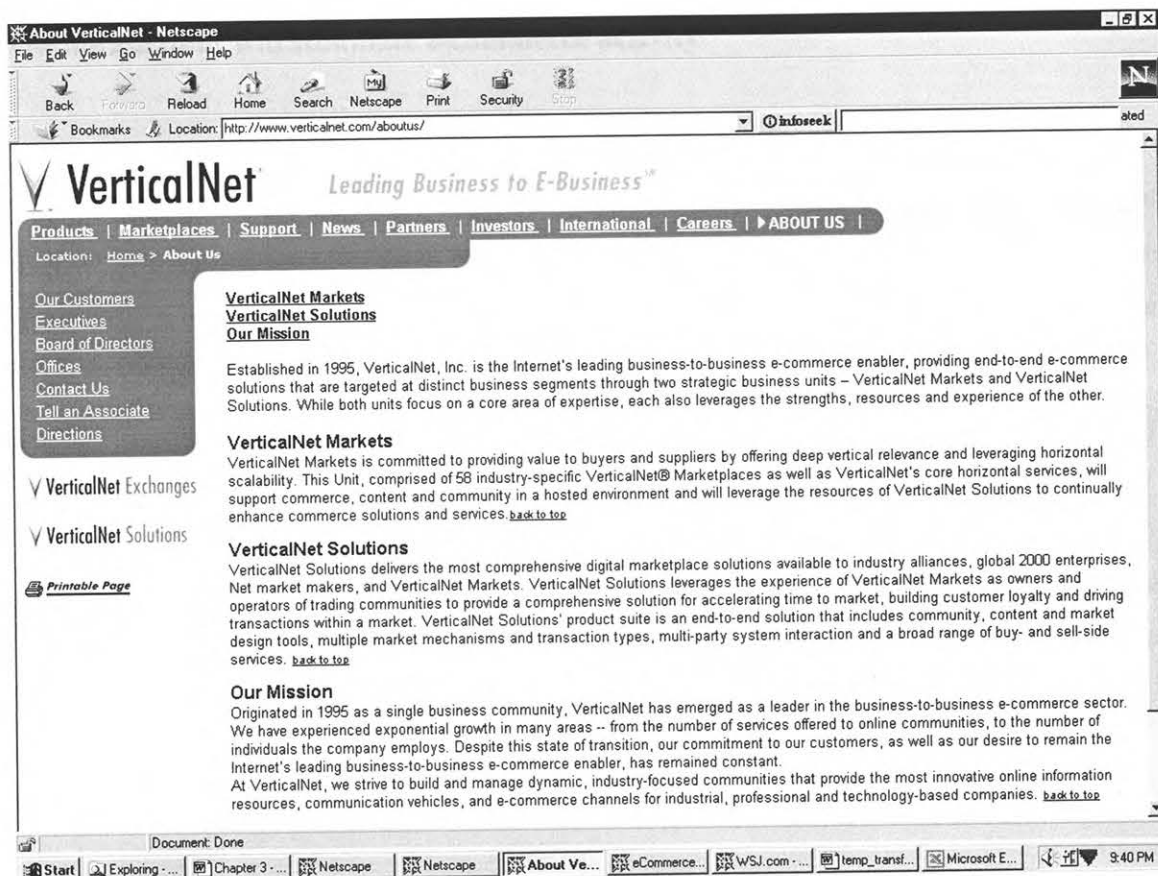 About VerticalNet - Netscape
File Edit View Go Window Help
Back Forward Reload Home Search Netscape Print Security Stop
My
N
Bookmarks Location: http://www.verticalnet.com/aboutus/ infoseek ated
VerticalNet Leading Business to E-Business℠
Products | Marketplaces | Support | News | Partners | Investors | International | Careers | ABOUT US |
Location: Home > About Us
Our Customers
Executives
Board of Directors
Offices
Contact Us
Tell an Associate
Directions
VerticalNet Exchanges
VerticalNet Solutions
Printable Page
VerticalNet Markets
VerticalNet Solutions
Our Mission
Established in 1995, VerticalNet, Inc. is the Internet's leading business-to-business e-commerce enabler, providing end-to-end e-commerce
solutions that are targeted at distinct business segments through two strategic business units – VerticalNet Markets and VerticalNet
Solutions. While both units focus on a core area of expertise, each also leverages the strengths, resources and experience of the other.
VerticalNet Markets
VerticalNet Markets is committed to providing value to buyers and suppliers by offering deep vertical relevance and leveraging horizontal
scalability. This Unit, comprised of 58 industry-specific VerticalNet® Marketplaces as well as VerticalNet's core horizontal services, will
support commerce, content and community in a hosted environment and will leverage the resources of VerticalNet Solutions to continually
enhance commerce solutions and services. back to top
VerticalNet Solutions
VerticalNet Solutions delivers the most comprehensive digital marketplace solutions available to industry alliances, global 2000 enterprises,
Net market makers, and VerticalNet Markets. VerticalNet Solutions leverages the experience of VerticalNet Markets as owners and
operators of trading communities to provide a comprehensive solution for accelerating time to market, building customer loyalty and driving
transactions within a market. VerticalNet Solutions' product suite is an end-to-end solution that includes community, content and market
design tools, multiple market mechanisms and transaction types, multi-party system interaction and a broad range of buy- and sell-side
services. back to top
Our Mission
Originated in 1995 as a single business community, VerticalNet has emerged as a leader in the business-to-business e-commerce sector.
We have experienced exponential growth in many areas -- from the number of services offered to online communities, to the number of
individuals the company employs. Despite this state of transition, our commitment to our customers, as well as our desire to remain the
Internet's leading business-to-business e-commerce enabler, has remained constant.
At VerticalNet, we strive to build and manage dynamic, industry-focused communities that provide the most innovative online information
resources, communication vehicles, and e-commerce channels for industrial, professional and technology-based companies. back to top
Document: Done
Start Exploring - ... Chapter 3 - ... Netscape Netscape About Ve... eCommerce... WSJ.com - ... temp_transf... Microsoft E... 9:40 PM